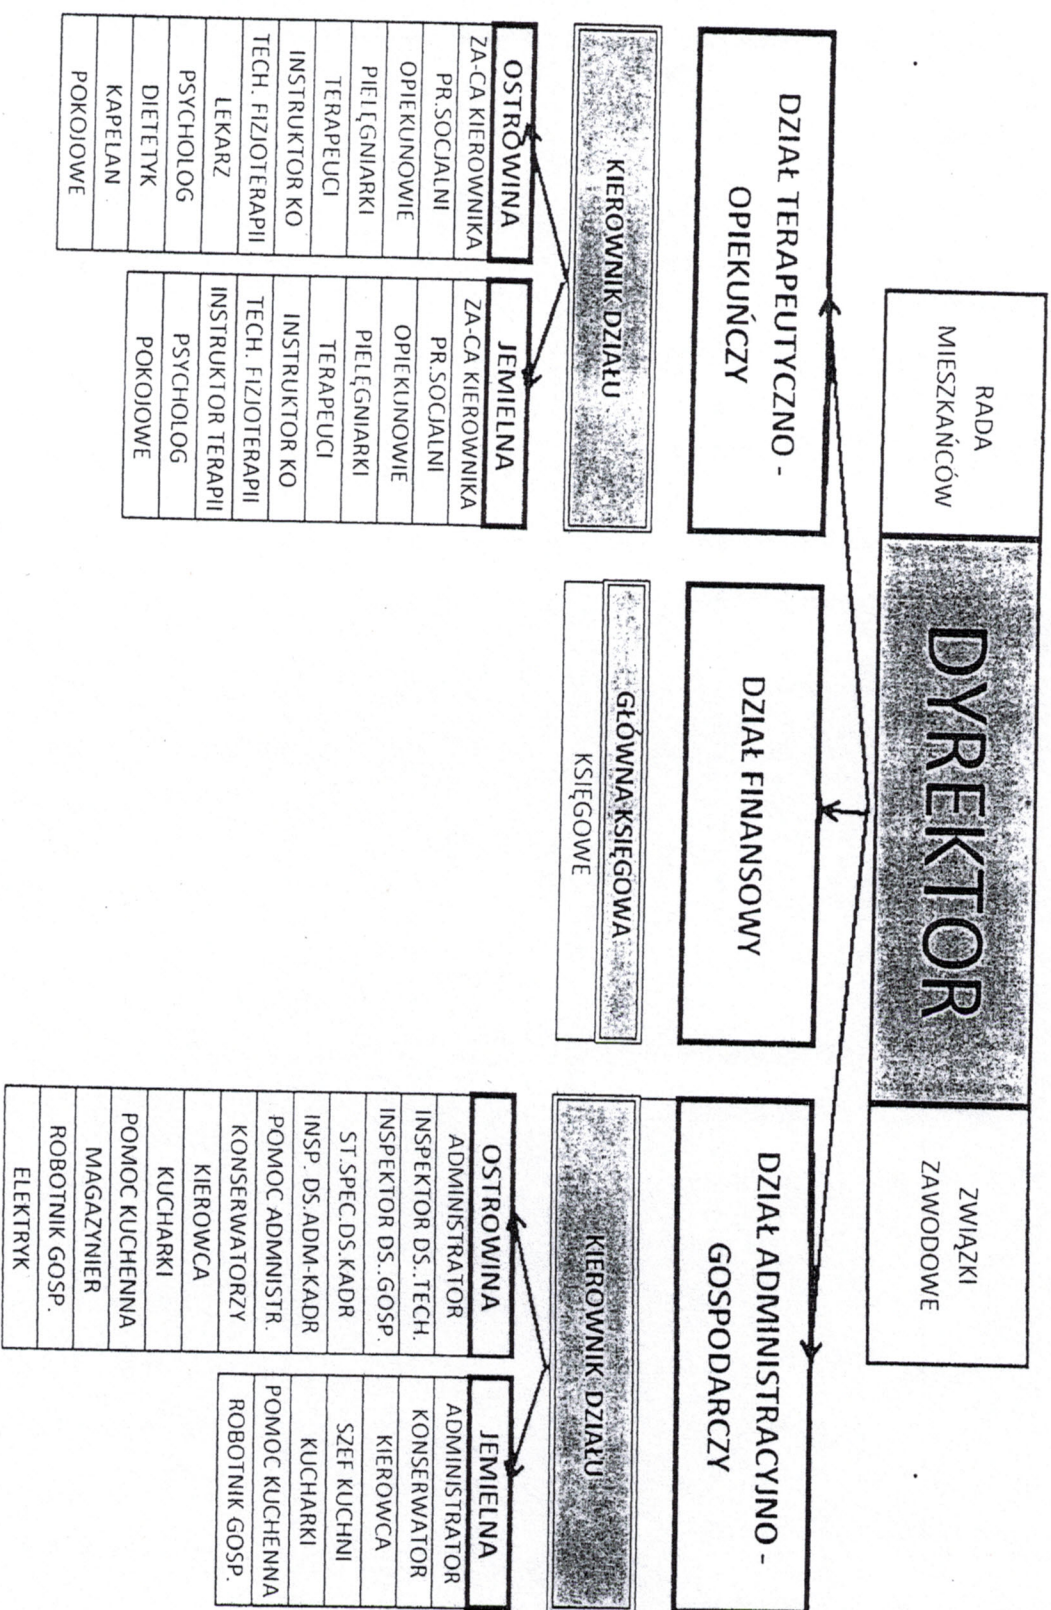 RADA
MIESZKAŃCÓW
DYREKTOR
ZWIĄZKI
ZAWODOWE
DZIAŁ TERAPEUTYCZNO -
OPIEKUŃCZY
DZIAŁ FINANSOWY
DZIAŁ ADMINISTRACYJNO -
GOSPODARCZY
KIEROWNIK DZIAŁU
GŁÓWNA KSIĘGOWA
KSIĘGOWE
KIEROWNIK DZIAŁU
OSTROWINA
ZA-CA KIEROWNIKA
PR.SOCJALNI
OPIEKUNOWIE
PIELĘGNIARKI
TERAPEUCI
INSTRUKTOR KO
TECH. FIZJOTERAPII
LEKARZ
PSYCHOLOG
DIETETYK
KAPELAN
POKOJOWE
JEMIELNA
ZA-CA KIEROWNIKA
PR.SOCJALNI
OPIEKUNOWIE
PIELĘGNIARKI
TERAPEUCI
INSTRUKTOR KO
TECH. FIZJOTERAPII
INSTRUKTOR TERAPII
PSYCHOLOG
POKOJOWE
OSTROWINA
ADMINISTRATOR
INSPEKTOR DS. TECH.
INSPEKTOR DS. GOSP.
ST.SPEC.DS.KADR
INSP. DS.ADM-KADR
POMOC ADMNISTR.
KONSERWATORZY
KIEROWCA
KUCHARKI
POMOC KUCHENNA
MAGAZYNIER
ROBOTNIK GOSP.
ELEKTRYK
JEMIELNA
ADMINISTRATOR
KONSERWATOR
KIEROWCA
SZEF KUCHNI
KUCHARKI
POMOC KUCHENNA
ROBOTNIK GOSP.